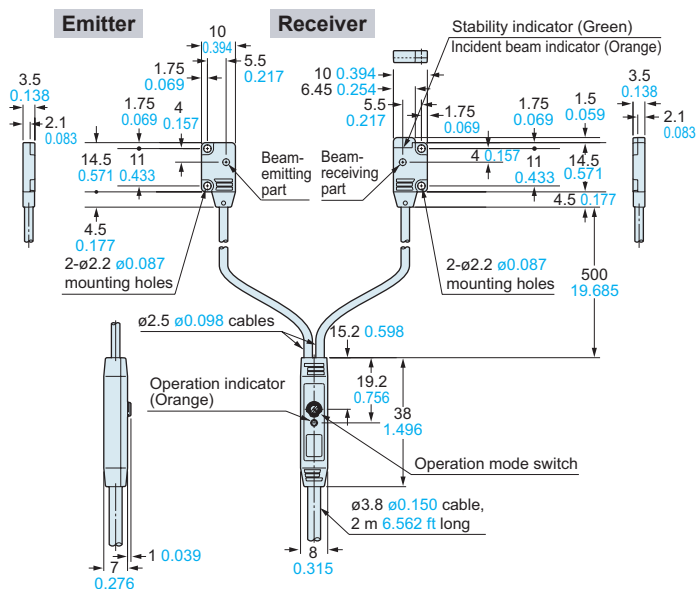 Emitter
Receiver
10
0.394
5.5
0.217
1.75
0.069
4
0.157
3.5
0.138
2.1
0.083
1.75
0.069
14.5
0.571
11
0.433
4.5
0.177
Beam-
emitting
part
2-ø2.2 ø0.087
mounting holes
Stability indicator (Green)
Incident beam indicator (Orange)
10 0.394
6.45 0.254
5.5
0.217
1.75
0.069
1.75
0.069
1.5
0.059
3.5
0.138
2.1
0.083
Beam-
receiving
part
4 0.157
11
0.433
14.5
0.571
4.5 0.177
2-ø2.2 ø0.087
mounting holes
500
19.685
ø2.5 ø0.098 cables
15.2 0.598
Operation indicator
(Orange)
19.2
0.756
38
1.496
Operation mode switch
ø3.8 ø0.150 cable,
2 m 6.562 ft long
1 0.039
7
0.276
8
0.315